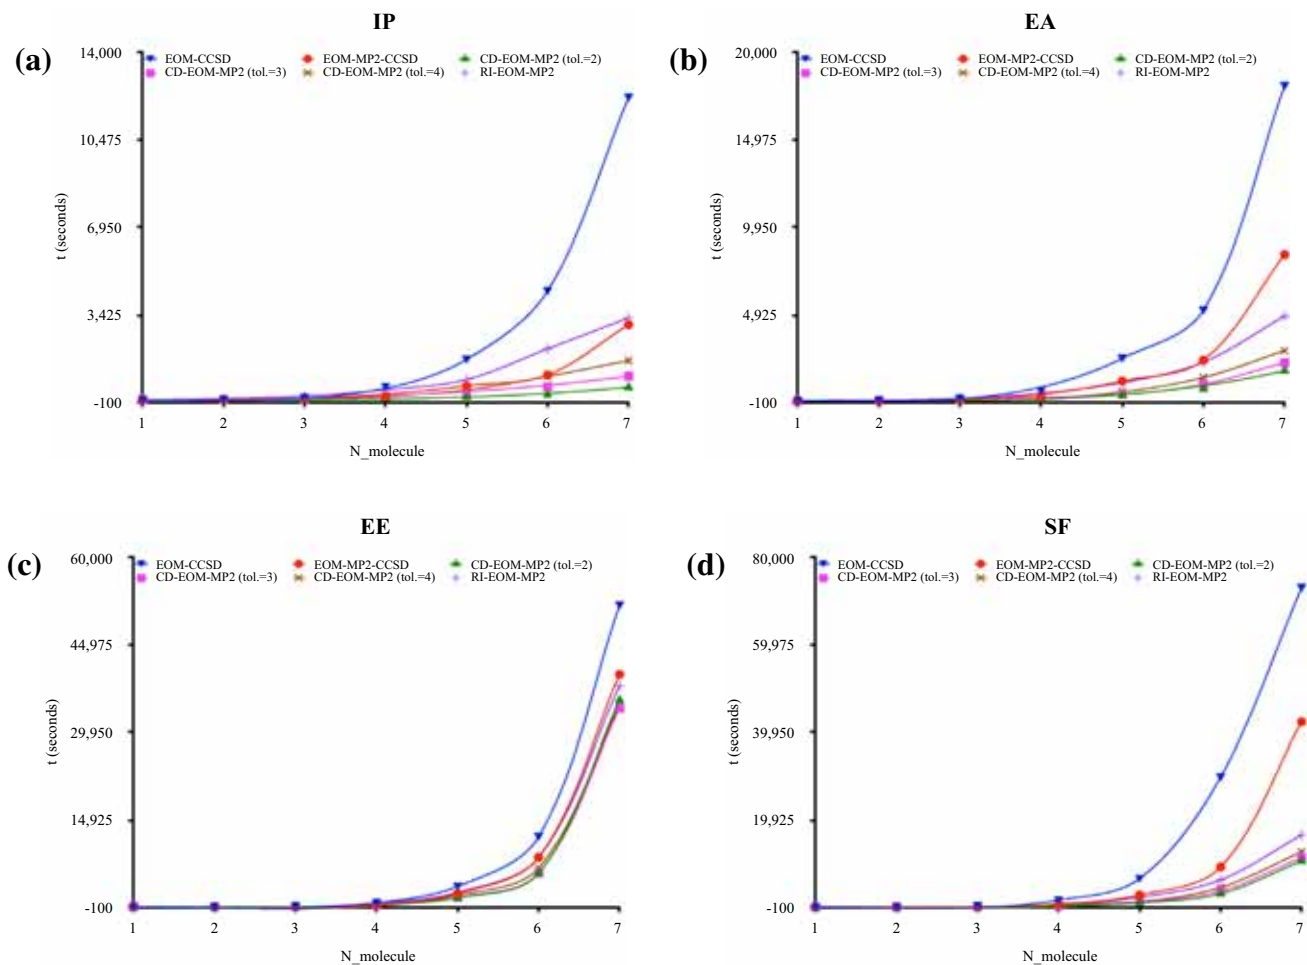 IP
(a)
14,000
EOM-CCSD EOM-MP2-CCSD CD-EOM-MP2 (tol.=2)
CD-EOM-MP2 (tol.=3) CD-EOM-MP2 (tol.=4) RI-EOM-MP2
10,475
6,950
3,425
-100
t (seconds)
1 2 3 4 5 6 7
N_molecule
EA
(b)
20,000
EOM-CCSD EOM-MP2-CCSD CD-EOM-MP2 (tol.=2)
CD-EOM-MP2 (tol.=3) CD-EOM-MP2 (tol.=4) RI-EOM-MP2
14,975
9,950
4,925
-100
t (seconds)
1 2 3 4 5 6 7
N_molecule
EE
(c)
60,000
EOM-CCSD EOM-MP2-CCSD CD-EOM-MP2 (tol.=2)
CD-EOM-MP2 (tol.=3) CD-EOM-MP2 (tol.=4) RI-EOM-MP2
44,975
29,950
14,925
-100
t (seconds)
1 2 3 4 5 6 7
N_molecule
SF
(d)
80,000
EOM-CCSD EOM-MP2-CCSD CD-EOM-MP2 (tol.=2)
CD-EOM-MP2 (tol.=3) CD-EOM-MP2 (tol.=4) RI-EOM-MP2
59,975
39,950
19,925
-100
t (seconds)
1 2 3 4 5 6 7
N_molecule